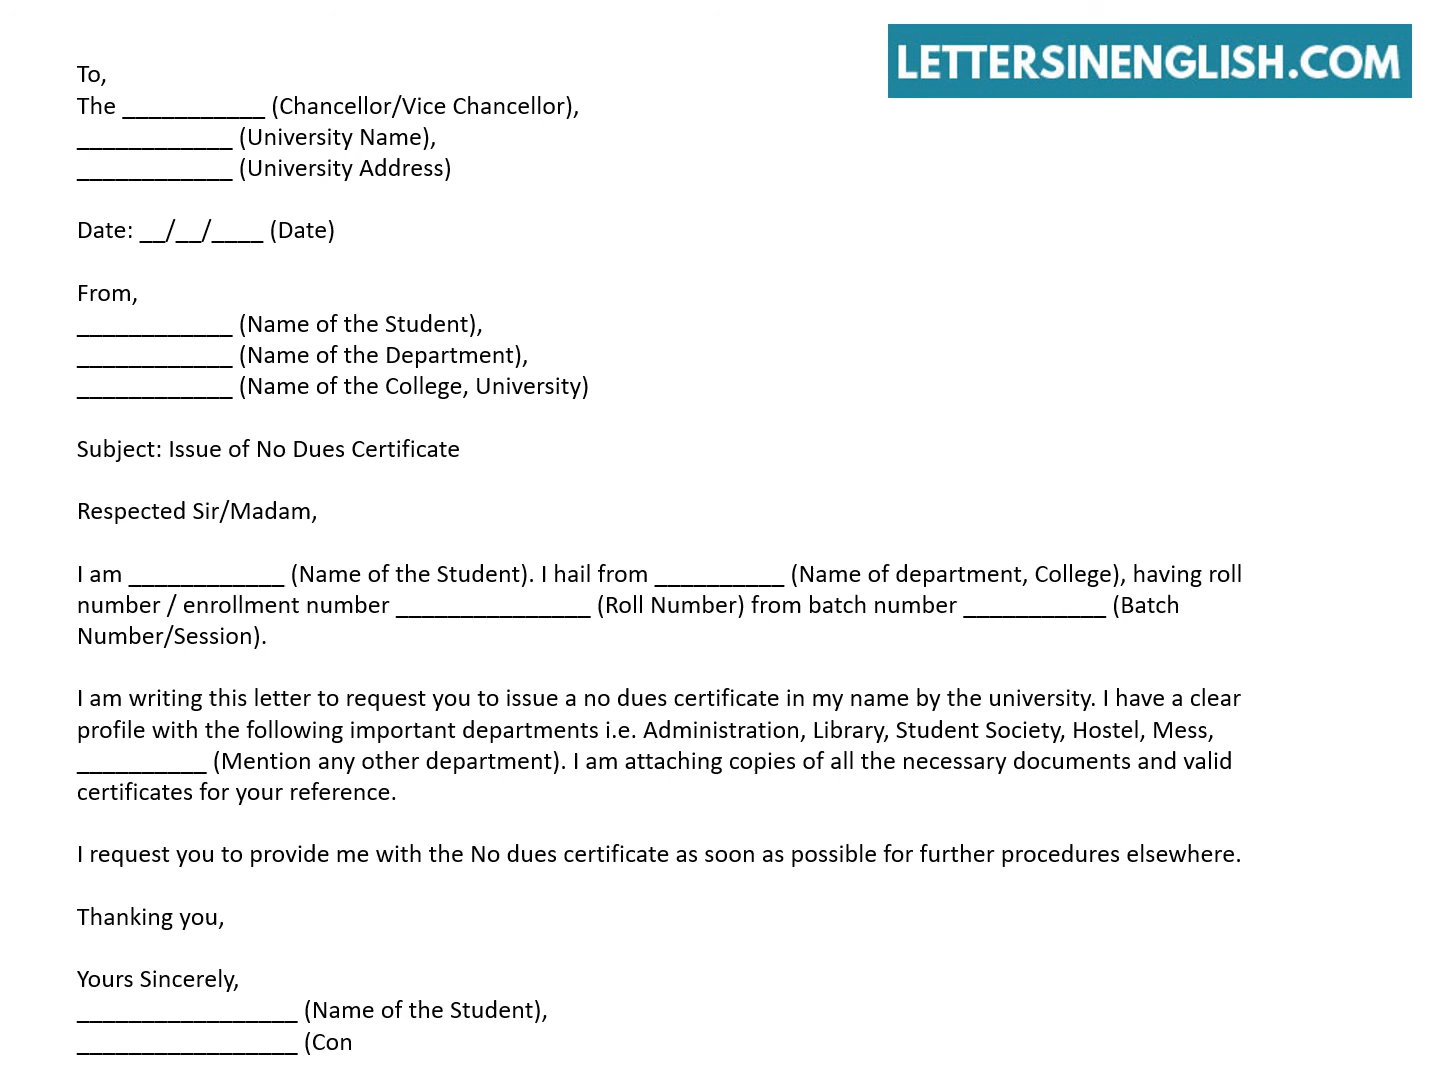 LETTERSINENGLISH.COM
To,
The ___________ (Chancellor/Vice Chancellor),
____________ (University Name),
____________ (University Address)
Date: __/__/____ (Date)
From,
____________ (Name of the Student),
____________ (Name of the Department),
____________ (Name of the College, University)
Subject: Issue of No Dues Certificate
Respected Sir/Madam,
I am ____________ (Name of the Student). I hail from __________ (Name of department, College), having roll
number / enrollment number _______________ (Roll Number) from batch number ___________ (Batch
Number/Session).
I am writing this letter to request you to issue a no dues certificate in my name by the university. I have a clear
profile with the following important departments i.e. Administration, Library, Student Society, Hostel, Mess,
__________ (Mention any other department). I am attaching copies of all the necessary documents and valid
certificates for your reference.
I request you to provide me with the No dues certificate as soon as possible for further procedures elsewhere.
Thanking you,
Yours Sincerely,
_________________ (Name of the Student),
_________________ (Con